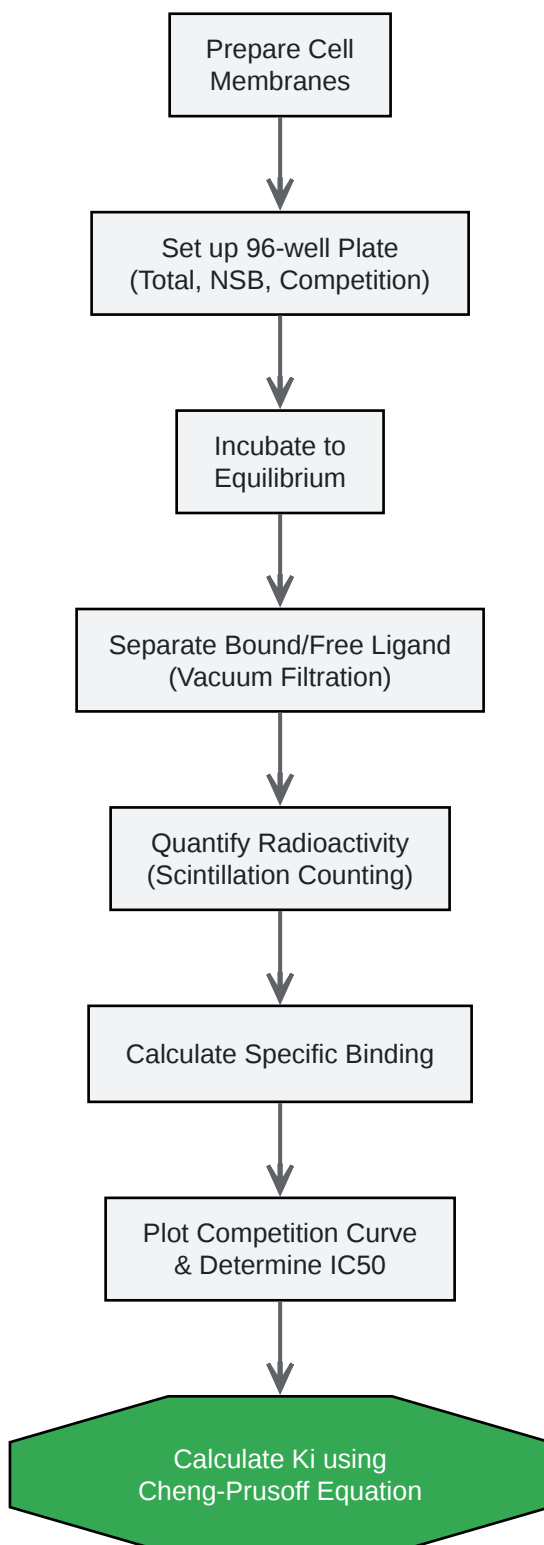 Prepare Cell
Membranes
Set up 96-well Plate
(Total, NSB, Competition)
Incubate to
Equilibrium
Separate Bound/Free Ligand
(Vacuum Filtration)
Quantify Radioactivity
(Scintillation Counting)
Calculate Specific Binding
Plot Competition Curve
& Determine IC50
Calculate Ki using
Cheng-Prusoff Equation